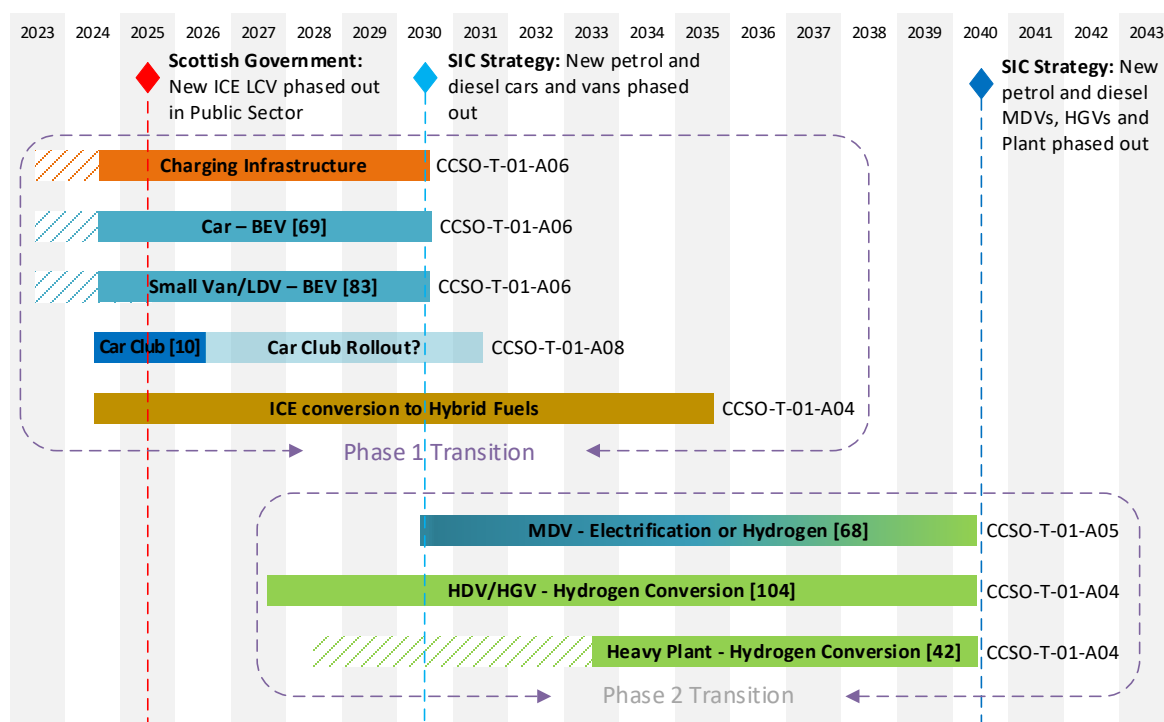 2023 2024 2025 2026 2027 2028 2029 2030 2031 2032 2033 2034 2035 2036 2037 2038 2039 2040 2041 2042 2043
Scottish Government:
New ICE LCV phased out
in Public Sector
SIC Strategy: New petrol and
diesel cars and vans phased
out
SIC Strategy: New
petrol and diesel
MDVs, HGVs and
Plant phased out
Charging Infrastructure CCSO-T-01-A06
Car – BEV [69] CCSO-T-01-A06
Small Van/LDV – BEV [83] CCSO-T-01-A06
Car Club [10] Car Club Rollout? CCSO-T-01-A08
ICE conversion to Hybrid Fuels CCSO-T-01-A04
Phase 1 Transition
MDV - Electrification or Hydrogen [68] CCSO-T-01-A05
HDV/HGV - Hydrogen Conversion [104] CCSO-T-01-A04
Heavy Plant - Hydrogen Conversion [42] CCSO-T-01-A04
Phase 2 Transition